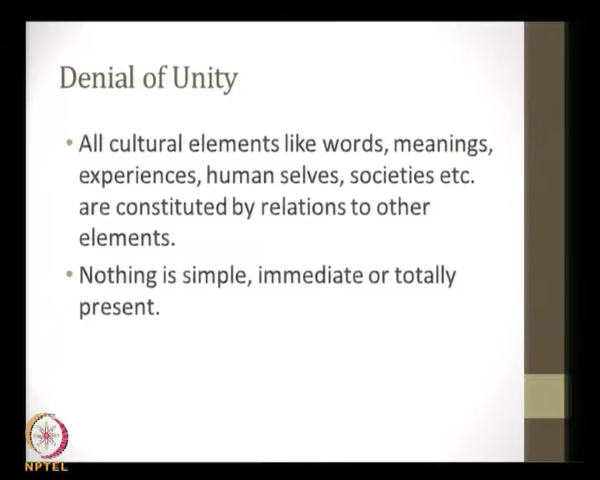 Denial of Unity
• All cultural elements like words, meanings,
experiences, human selves, societies etc.
are constituted by relations to other
elements.
• Nothing is simple, immediate or totally
present.
NPTEL